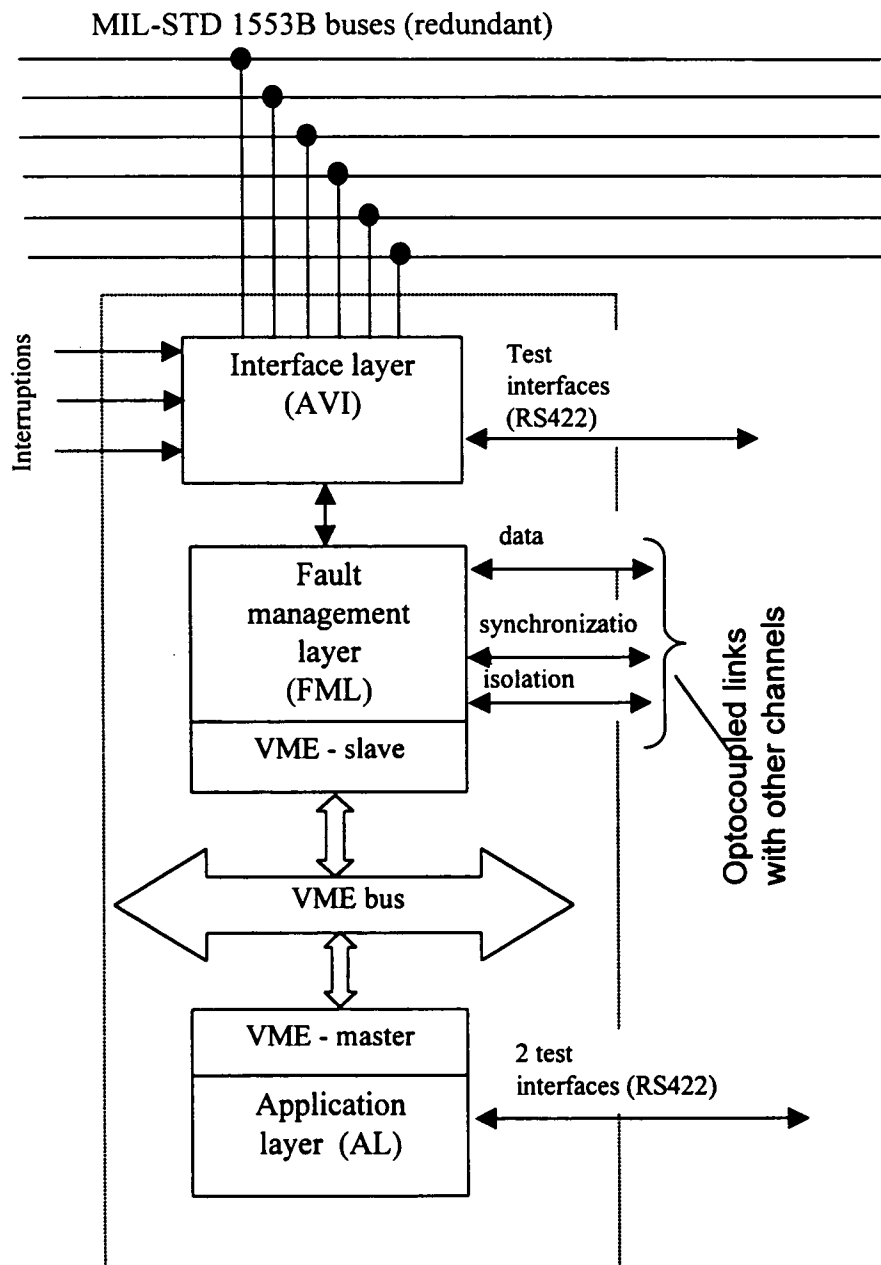 MIL-STD 1553B buses (redundant)
Interruptions
Interface layer
(AVI)
Test
interfaces
(RS422)
Fault
management
layer
(FML)
VME - slave
data
synchronizatio
isolation
Optocoupled links
with other channels
VME bus
VME - master
Application
layer (AL)
2 test
interfaces (RS422)